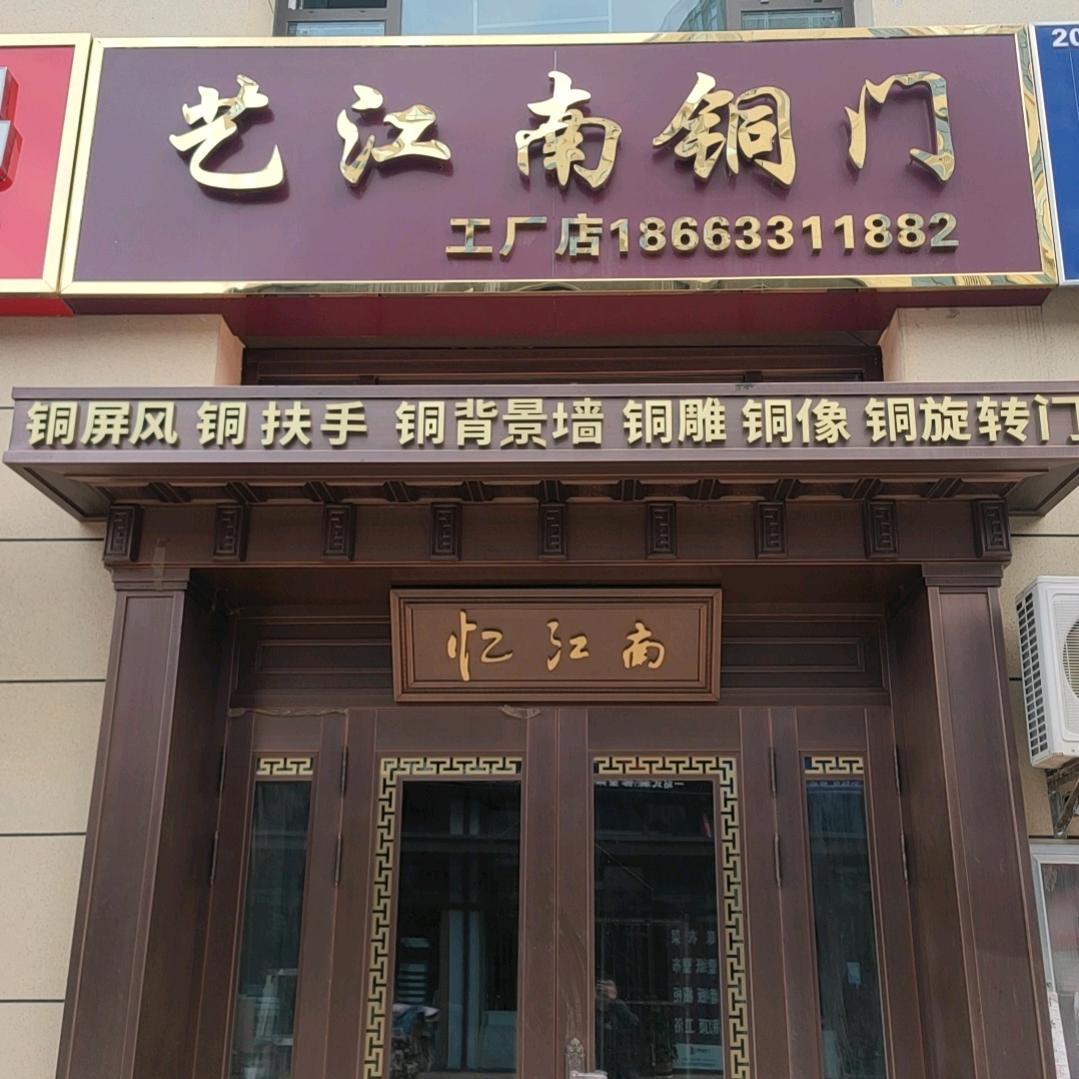 艺江南铜门
工厂店18663311882
20
铜屏风 铜扶手 铜背景墙 铜雕 铜像 铜旋转门
忆江南